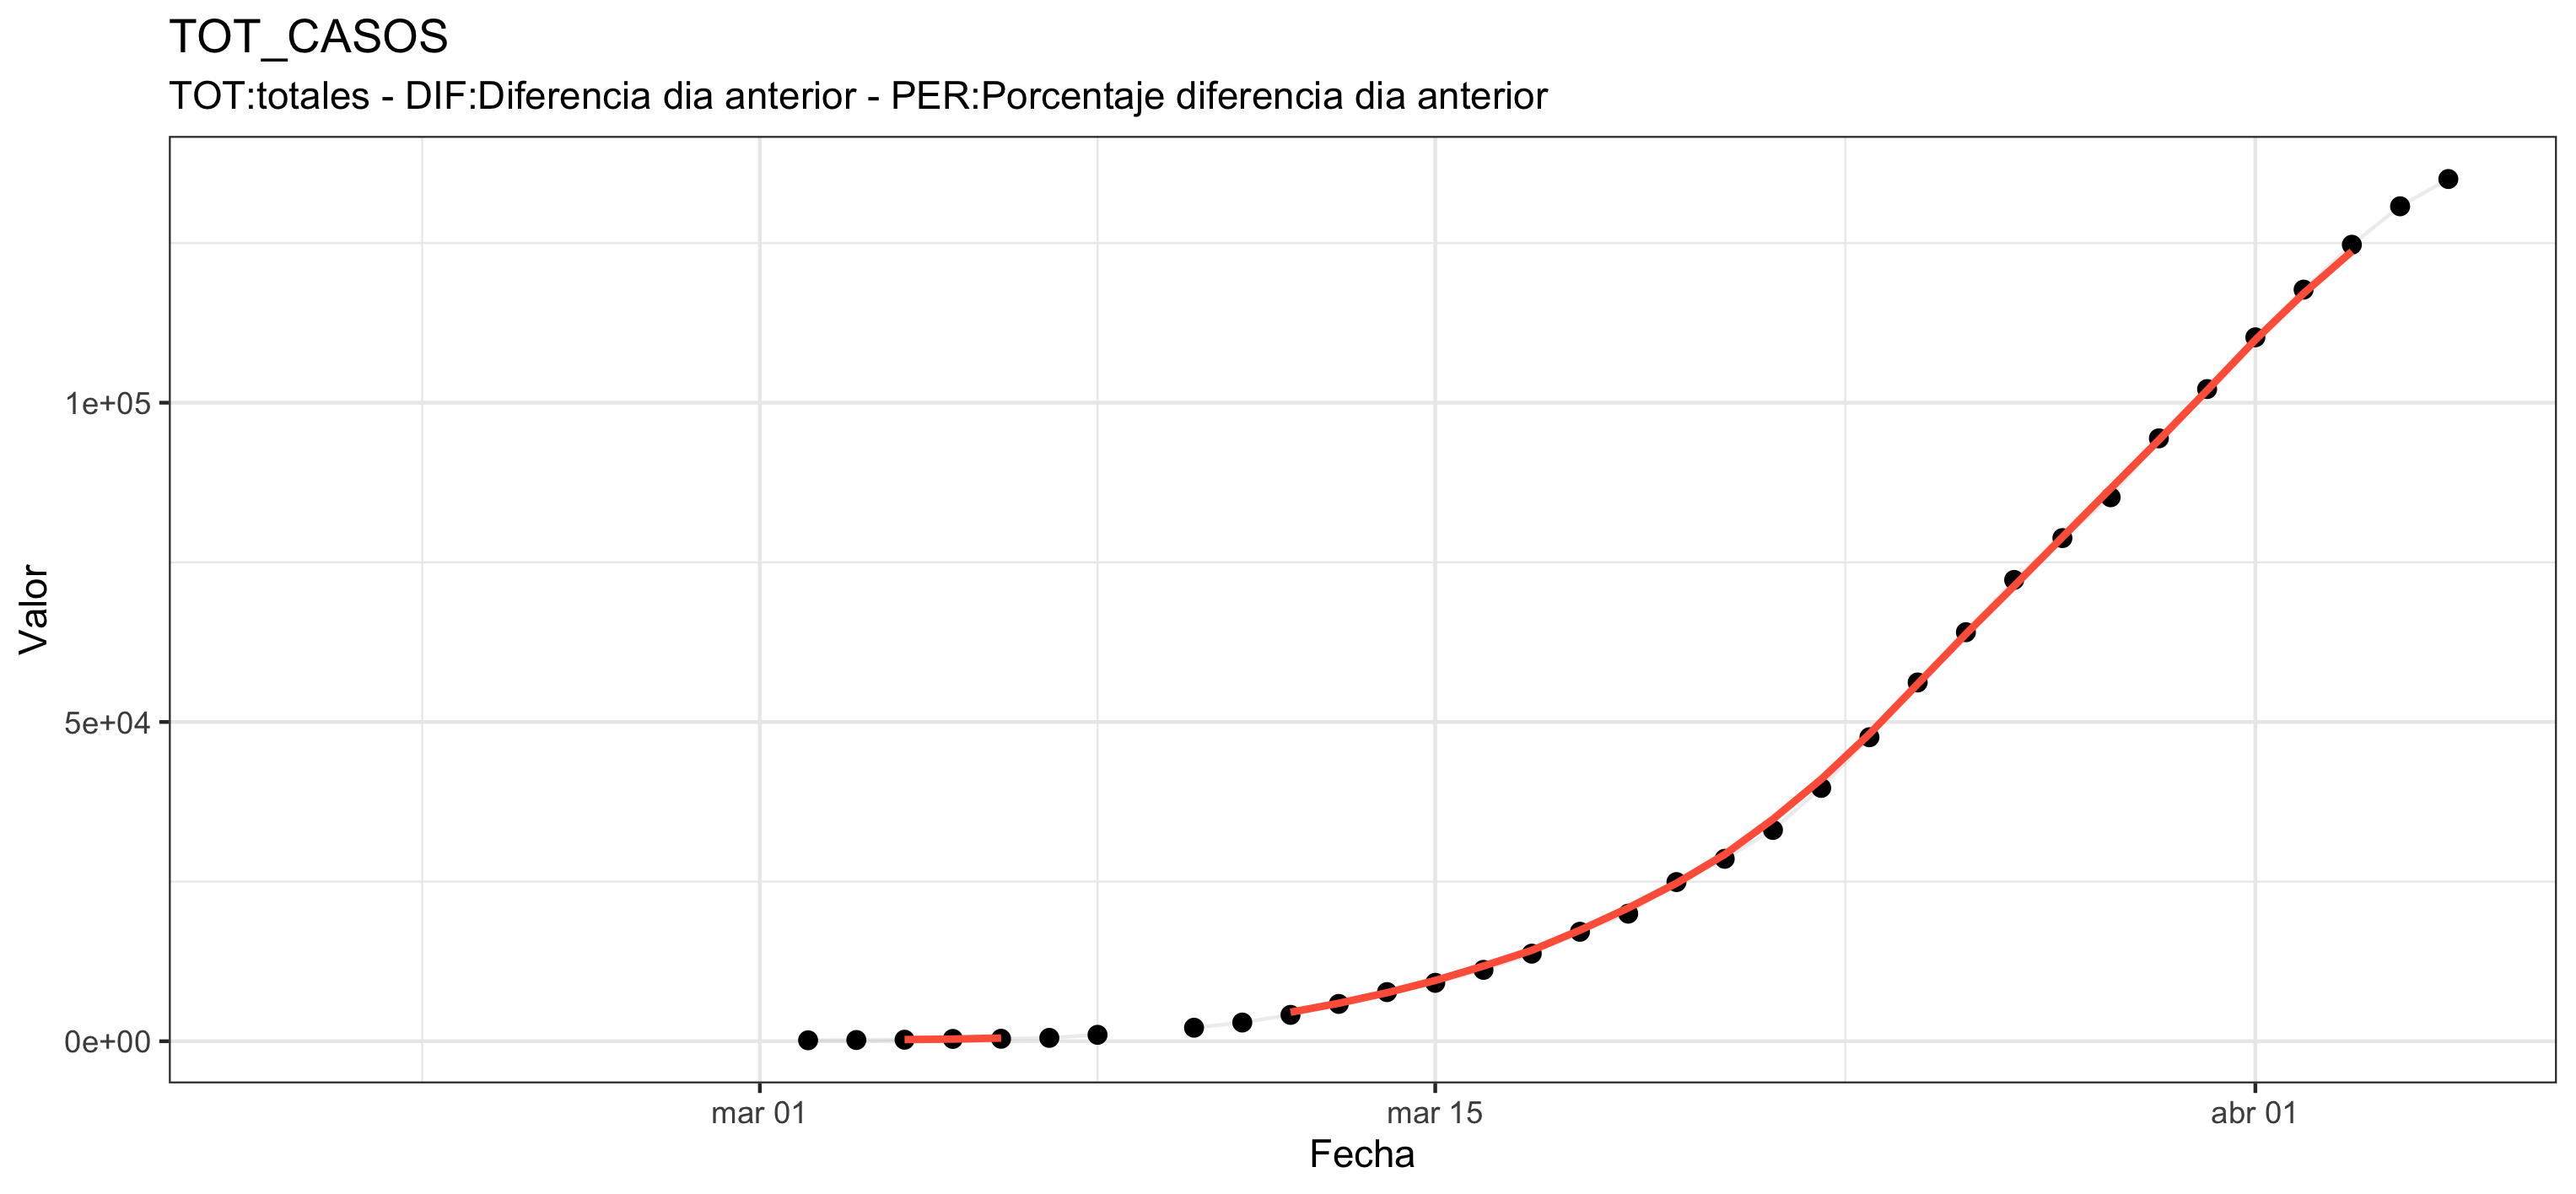 TOT_CASOS
TOT:totales - DIF:Diferencia dia anterior - PER:Porcentaje diferencia dia anterior
Valor
1e+05
5e+04
0e+00
mar 01
mar 15
abr 01
Fecha